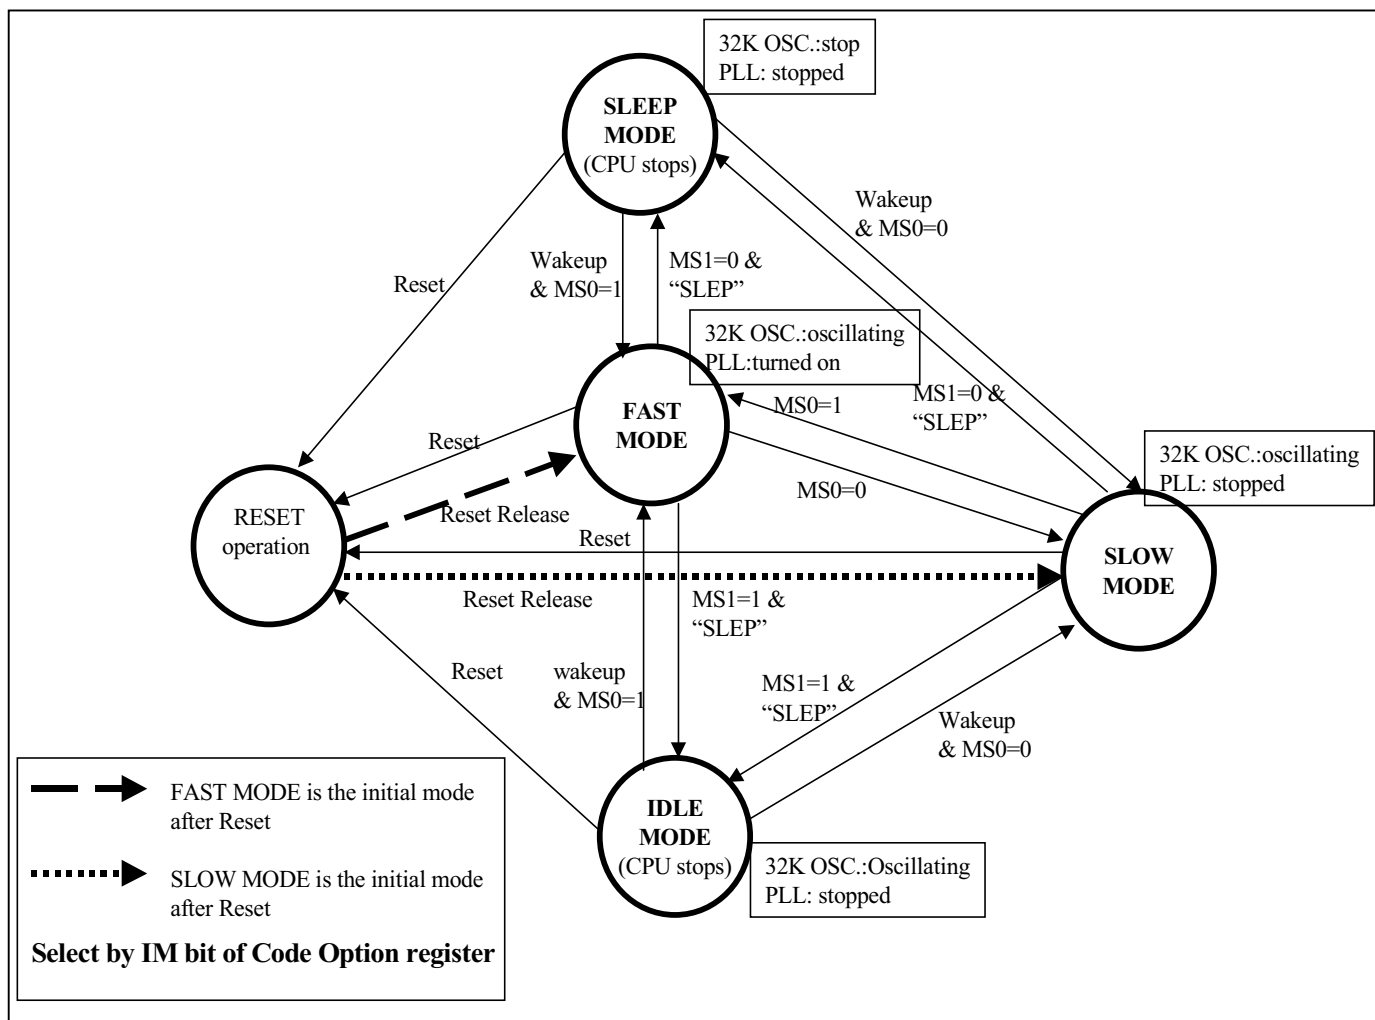 32K OSC.:stop
PLL: stopped
SLEEP
MODE
(CPU stops)
Wakeup
& MS0=0
Reset
Wakeup
& MS0=1
MS1=0 &
“SLEP”
32K OSC.:oscillating
PLL:turned on
MS1=0 &
“SLEP”
MS0=1
FAST
MODE
Reset
MS0=0
32K OSC.:oscillating
PLL: stopped
RESET
operation
Reset Release
Reset
SLOW
MODE
Reset Release
MS1=1 &
“SLEP”
Reset
wakeup
& MS0=1
MS1=1 &
“SLEP”
Wakeup
& MS0=0
IDLE
MODE
(CPU stops)
32K OSC.:Oscillating
PLL: stopped
FAST MODE is the initial mode
after Reset
SLOW MODE is the initial mode
after Reset
Select by IM bit of Code Option register